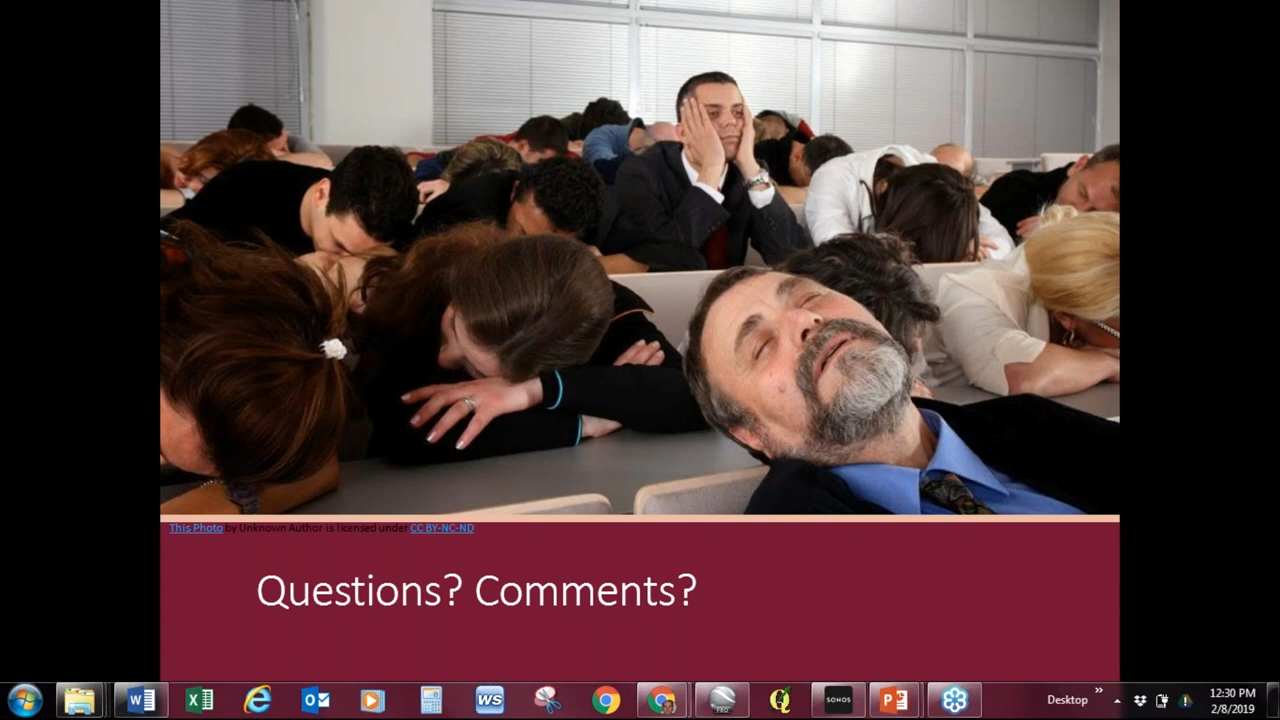 This Photo by Unknown Author is licensed under CC BY-NC-ND
Questions? Comments?
W
X
WS
PRO
SONOS
P
Desktop
12:30 PM
2/8/2019